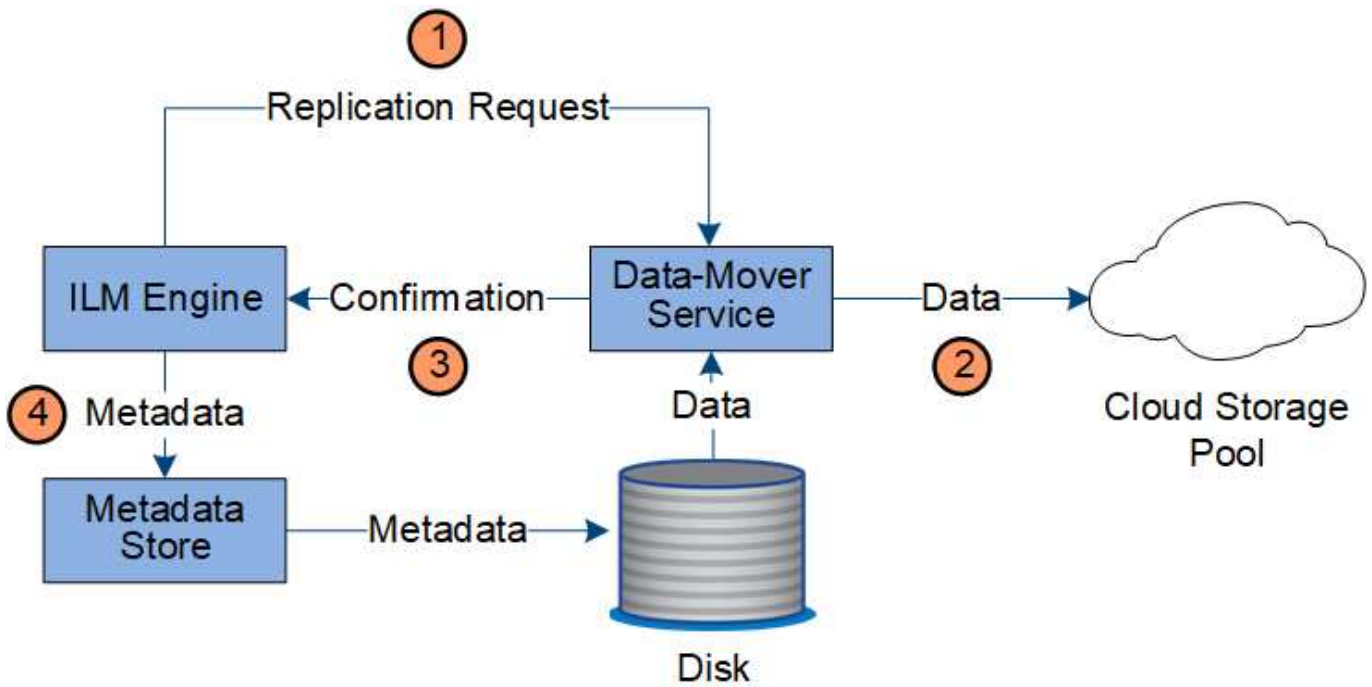 1
Replication Request
ILM Engine
Confirmation
Data-Mover
Service
Data
3
2
4
Metadata
Data
Cloud Storage
Pool
Metadata
Store
Metadata
Disk